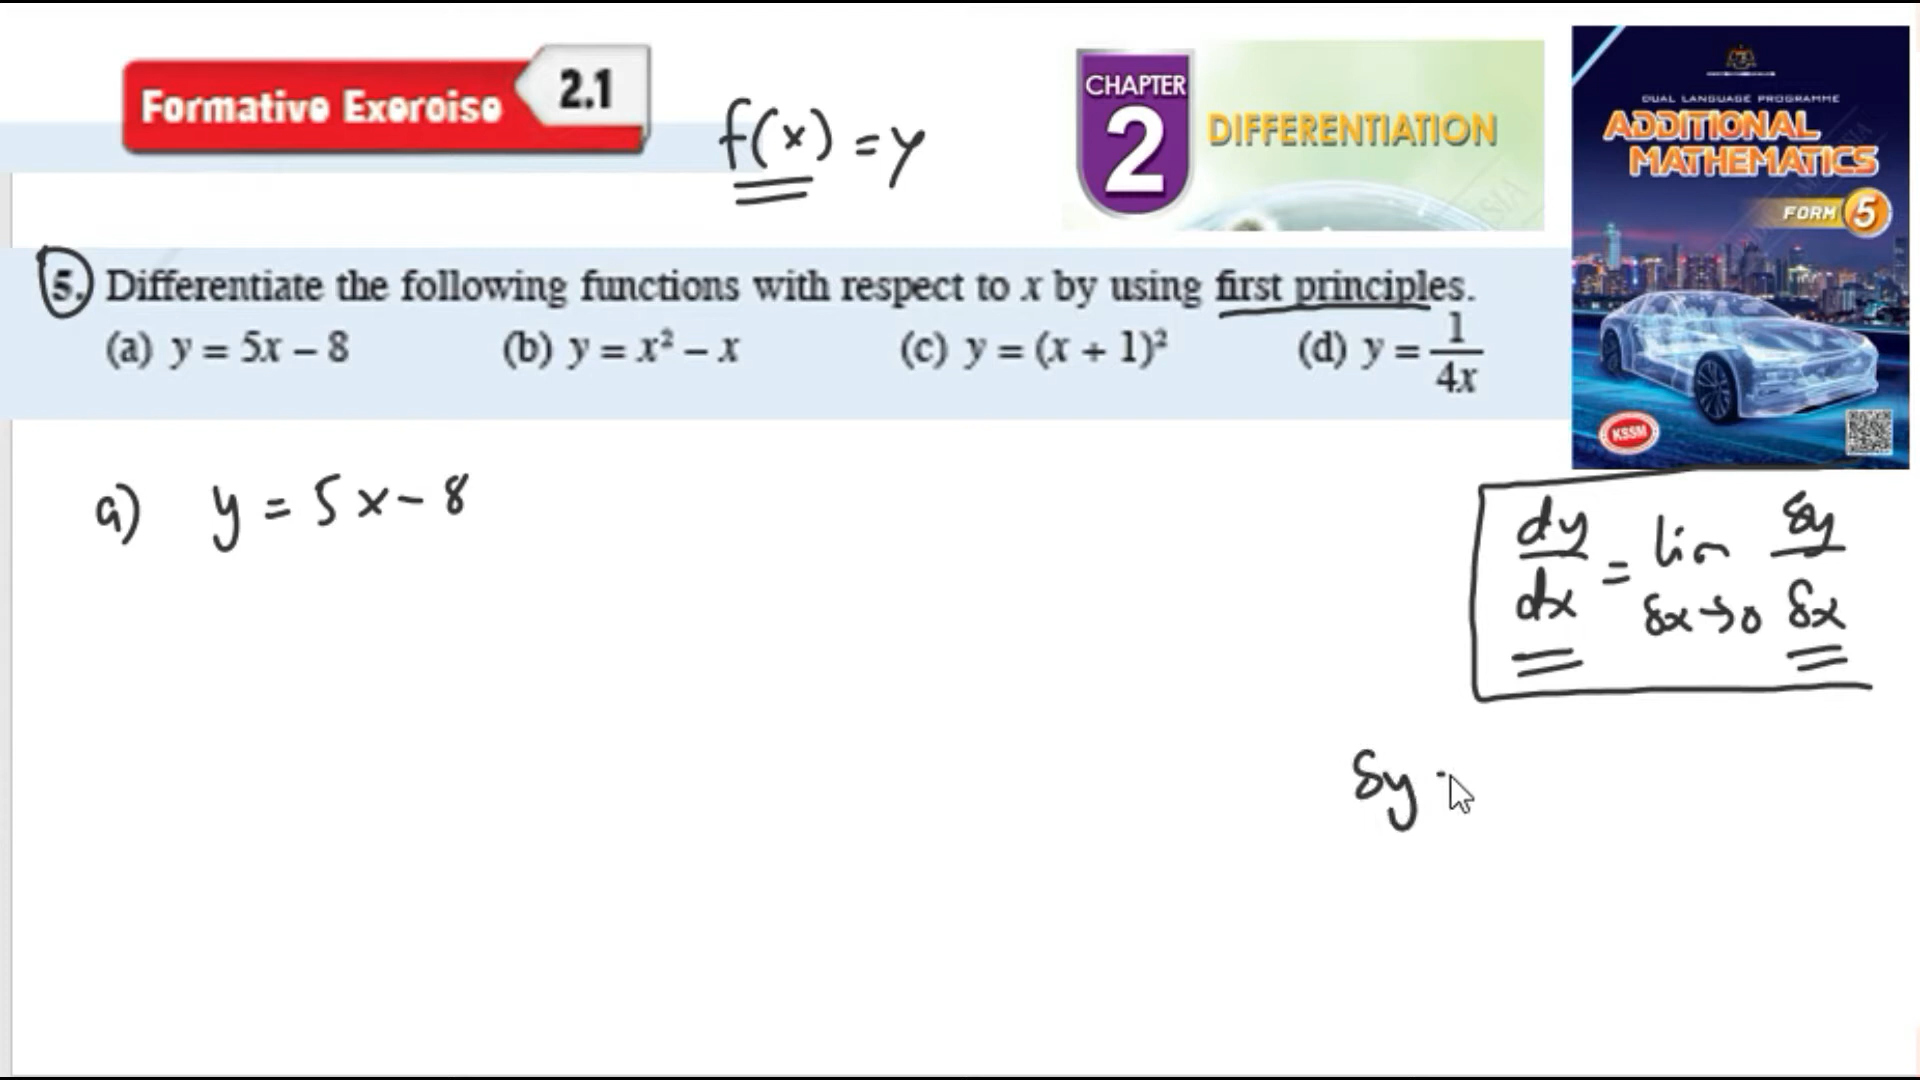 Formative Exercise 2.1
f(x) = y
CHAPTER 2 DIFFERENTIATION
DUAL LANGUAGE PROGRAMME
ADDITIONAL
MATHEMATICS
FORM 5
KSSM
5. Differentiate the following functions with respect to x by using first principles.
(a) y = 5x – 8 (b) y = x² – x (c) y = (x + 1)² (d) y = 1/4x
a) y = 5x - 8
dy/dx = lim δx→0 δy/δx
δy